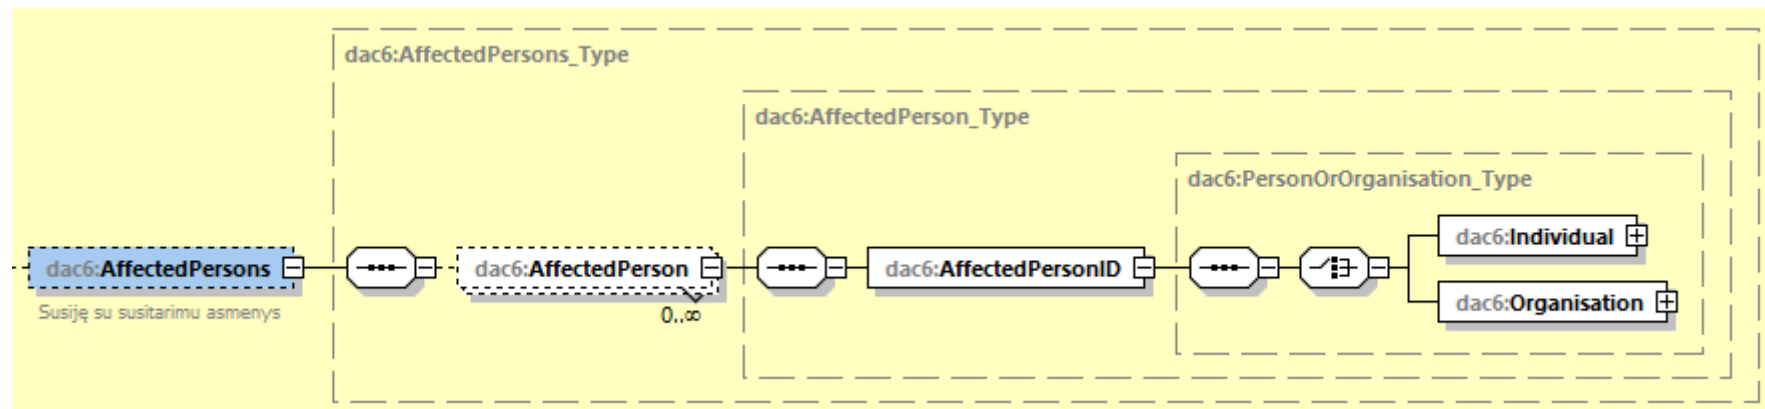 dac6:AffectedPersons_Type
dac6:AffectedPerson_Type
dac6:PersonOrOrganisation_Type
dac6:AffectedPersons
Susiję su susitarimu asmenys
dac6:AffectedPerson
0..∞
dac6:AffectedPersonID
dac6:Individual
dac6:Organisation